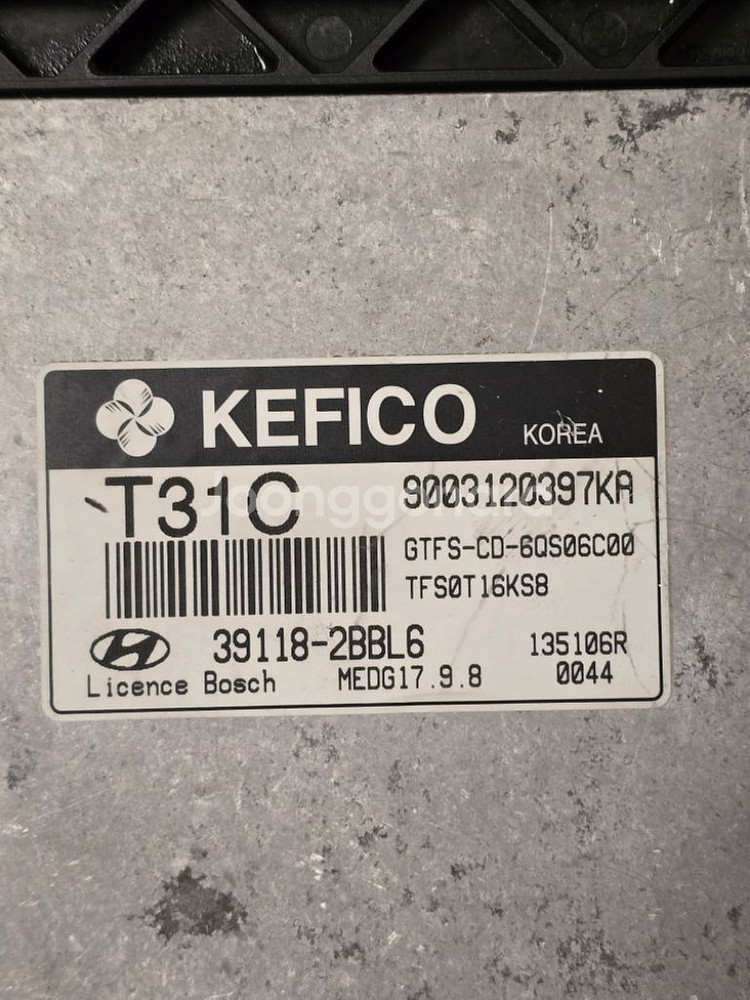 KEFICO KOREA
T31C 9003120397KA
GTFS-CD-6QS06C00
TFS0T16KS8
39118-2BBL6 135106R
Licence Bosch MEDG17.9.8 0044